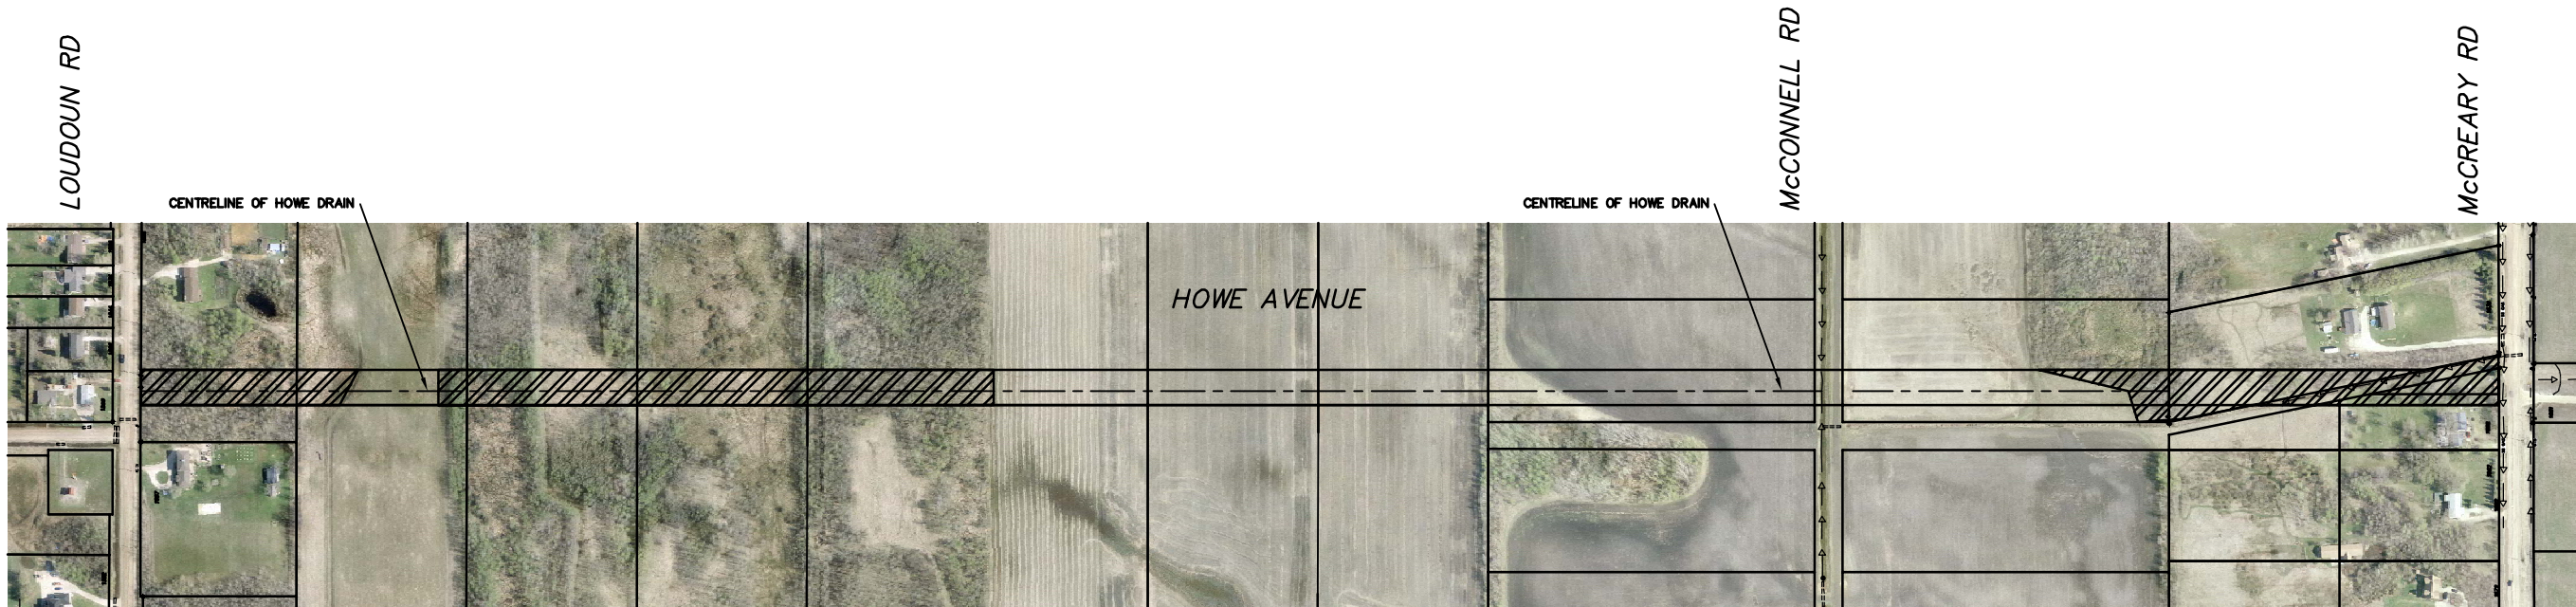 LOUDOUN RD
McCONNELL RD
McCREARY RD
CENTRELINE OF HOWE DRAIN
CENTRELINE OF HOWE DRAIN
HOWE AVENUE